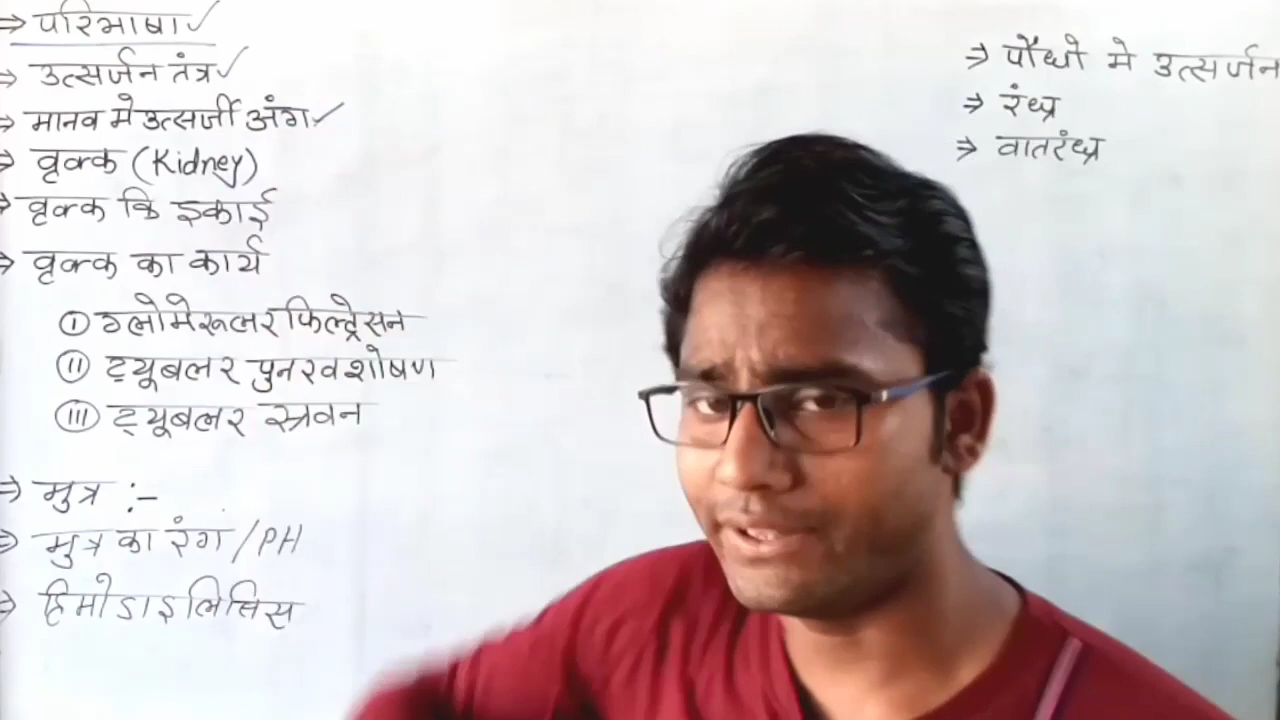 ⇒ परिभाषा ✓
⇒ उत्सर्जन तंत्र ✓
⇒ मानव मे उत्सर्जी अंग ✓
⇒ वृक्क (Kidney)
⇒ वृक्क कि इकाई
⇒ वृक्क का कार्य
(I) ग्लोमेरूलर फिल्ट्रेसन
(II) ट्यूबलर पुनरवशोषण
(III) ट्यूबलर स्त्रवन
⇒ मुत्र :-
⇒ मुत्र का रंग / PH
⇒ हिमोडाइलिसिस
⇒ पौधो मे उत्सर्जन
⇒ रंध्र
⇒ वातरंध्र